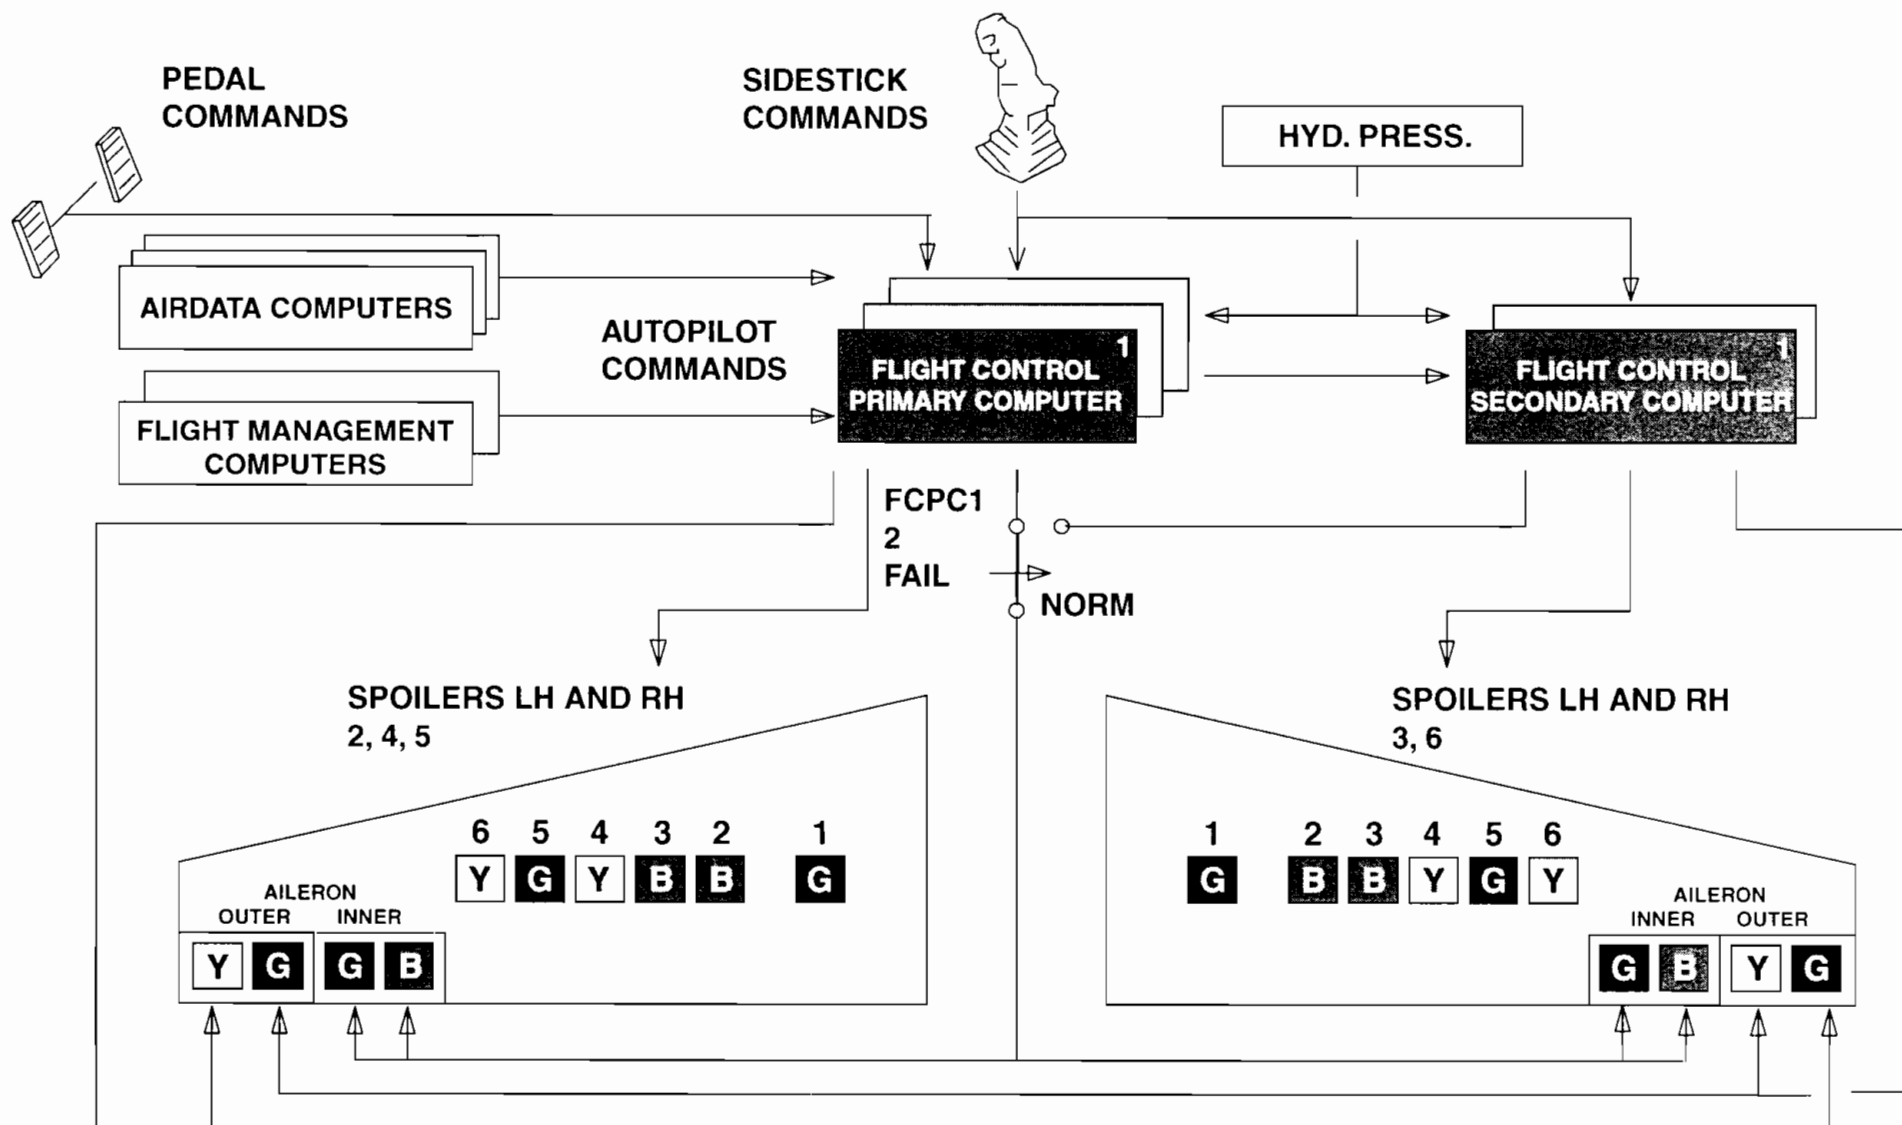 PEDAL
COMMANDS
SIDESTICK
COMMANDS
HYD. PRESS.
AIRDATA COMPUTERS
AUTOPILOT
COMMANDS
FLIGHT MANAGEMENT
COMPUTERS
1
FLIGHT CONTROL
PRIMARY COMPUTER
1
FLIGHT CONTROL
SECONDARY COMPUTER
FCPC1
2
FAIL
NORM
SPOILERS LH AND RH
2, 4, 5
SPOILERS LH AND RH
3, 6
6 5 4 3 2 1
Y G Y B B G
AILERON
OUTER INNER
Y G G B
1 2 3 4 5 6
G B B Y G Y
AILERON
INNER OUTER
G B Y G